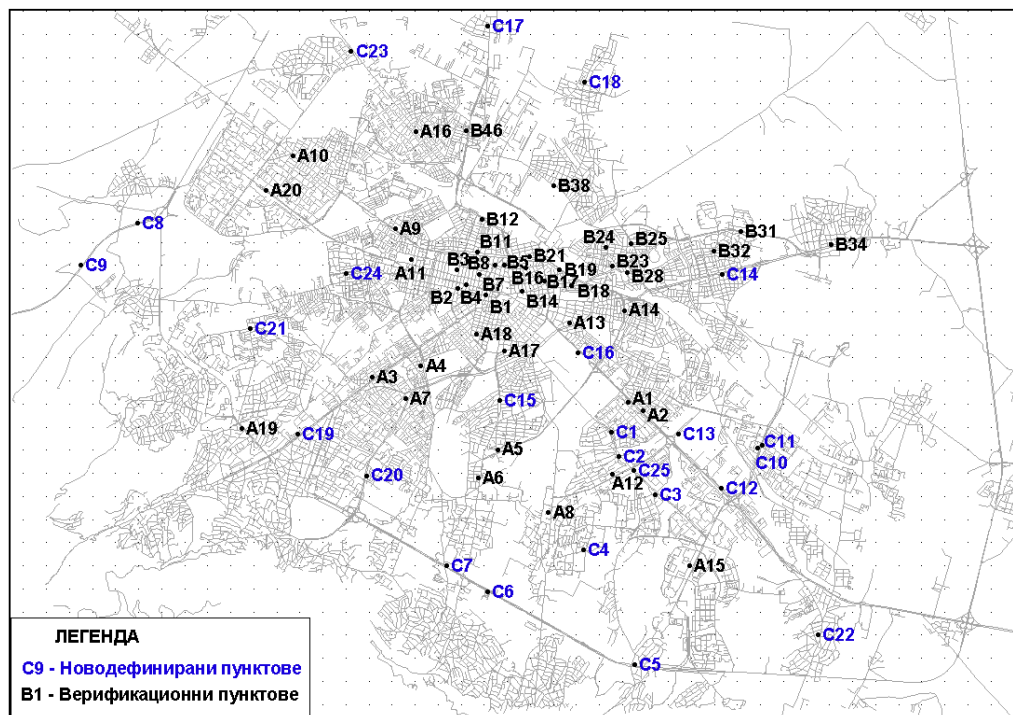 C17
C23
C18
A16
B46
A10
A20
B38
C8
A9
B12
B31
B24
B25
B34
B11
B32
B21
C9
B3
B8
B5
B23
C24
A11
B16
B19
B28
C14
B7
B17
B2
B4
B18
B1
B14
A14
C21
A18
A13
A17
C16
A4
A3
A7
C15
A1
A2
A19
C19
C1
C13
C11
A5
C10
C2
C20
A6
A12
C25
C3
C12
A8
C4
C7
A15
C6
C22
C5
ЛЕГЕНДА
C9 - Новодефинирани пунктове
B1 - Верификационни пунктове